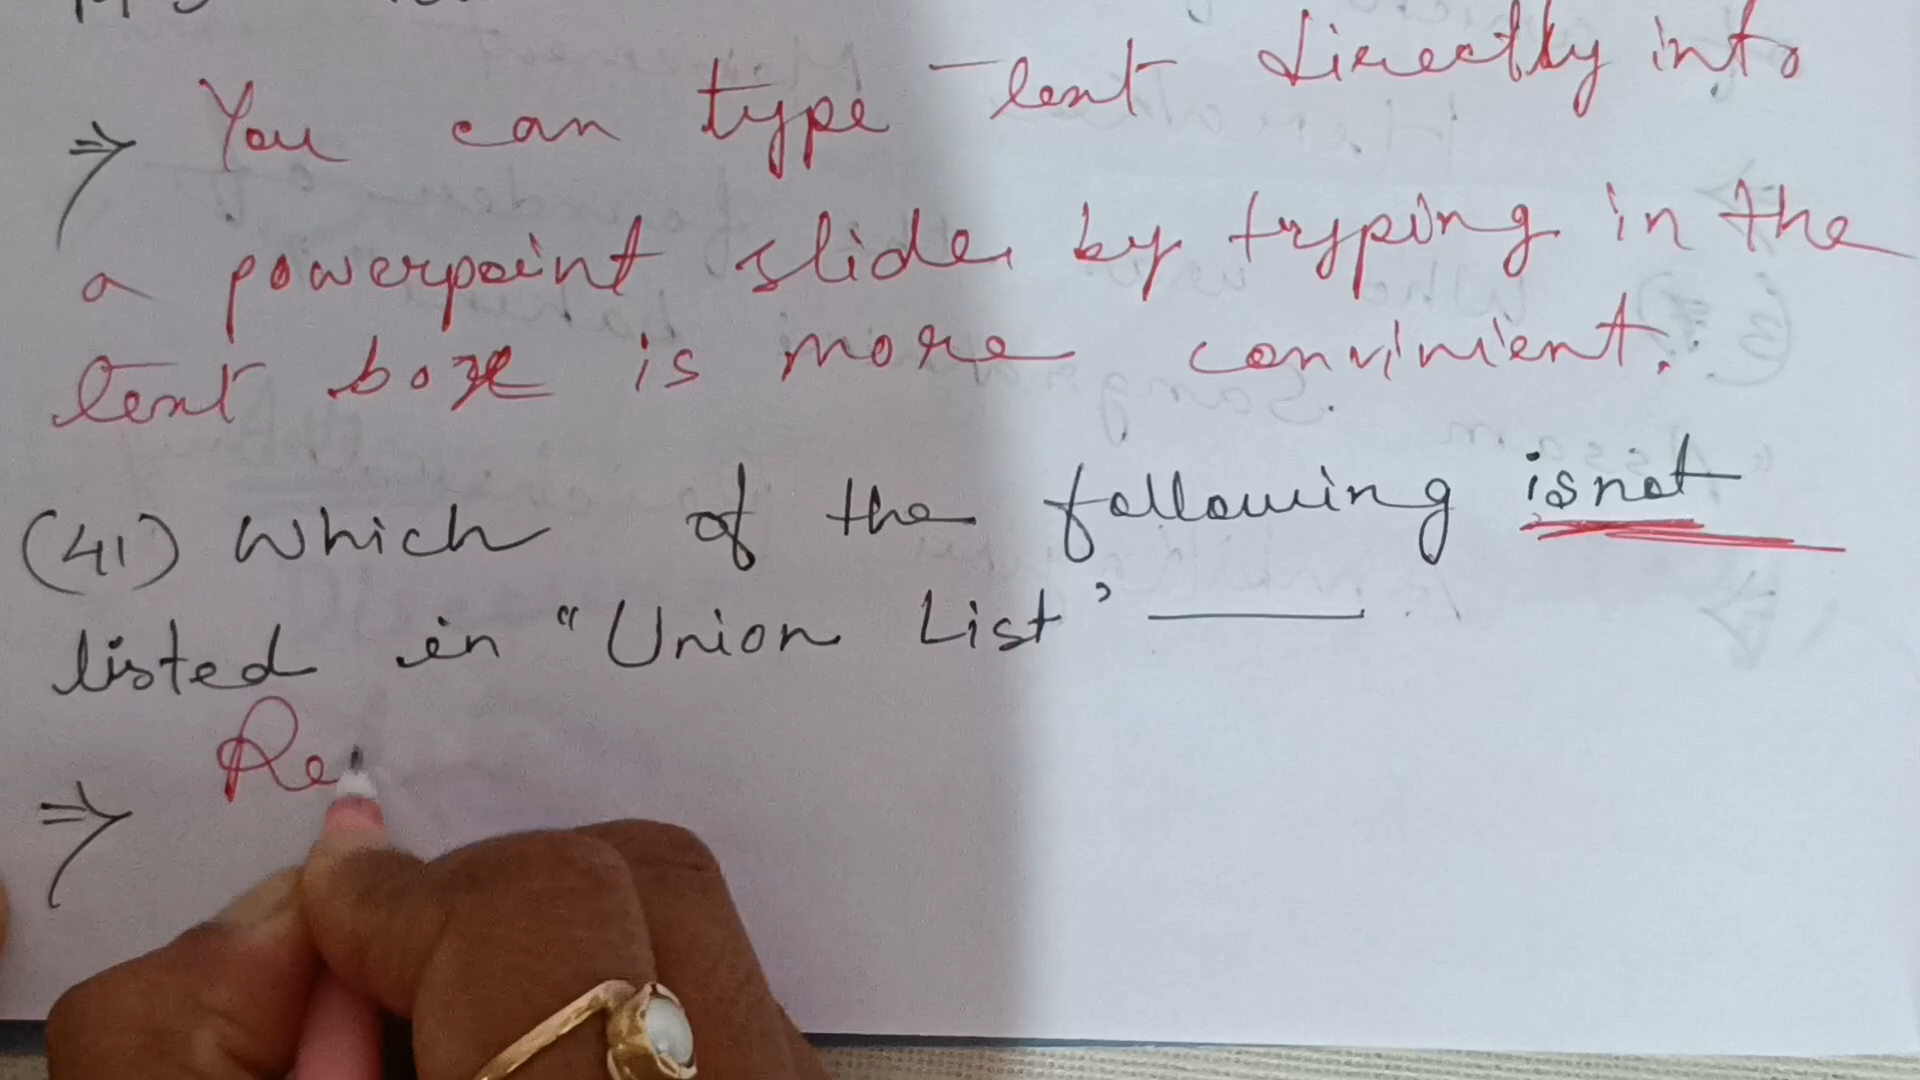 ⇒ You can type text directly into
a powerpoint slide by typing in the
text box is more convinient.
(41) Which of the following is not
listed in "Union List' ———
⇒ Re